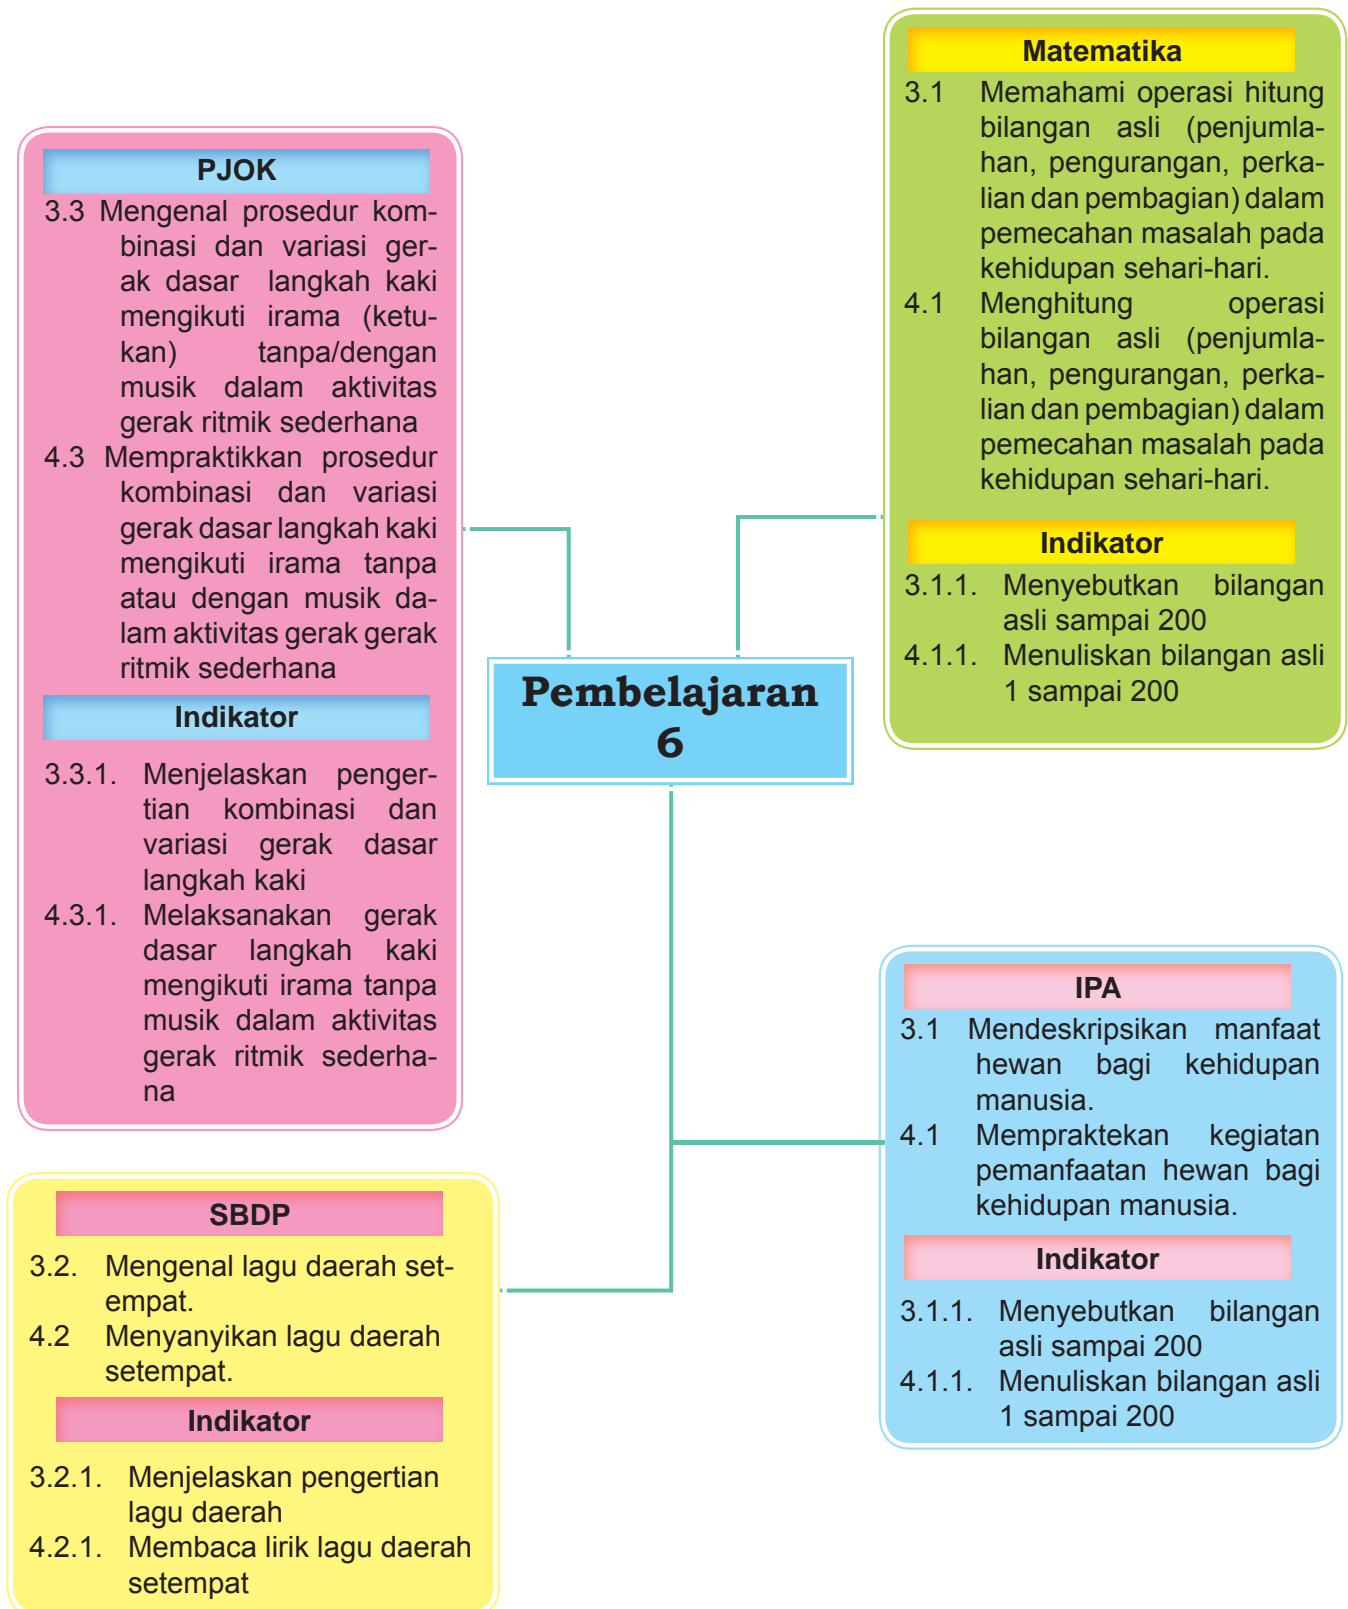 PJOK
3.3 Mengenal prosedur kom-
binasi dan variasi ger-
ak dasar langkah kaki
mengikuti irama (ketu-
kan) tanpa/dengan
musik dalam aktivitas
gerak ritmik sederhana
4.3 Mempraktikkan prosedur
kombinasi dan variasi
gerak dasar langkah kaki
mengikuti irama tanpa
atau dengan musik da-
lam aktivitas gerak gerak
ritmik sederhana
Indikator
3.3.1. Menjelaskan penger-
tian kombinasi dan
variasi gerak dasar
langkah kaki
4.3.1. Melaksanakan gerak
dasar langkah kaki
mengikuti irama tanpa
musik dalam aktivitas
gerak ritmik sederha-
na
Matematika
3.1 Memahami operasi hitung
bilangan asli (penjumla-
han, pengurangan, perka-
lian dan pembagian) dalam
pemecahan masalah pada
kehidupan sehari-hari.
4.1 Menghitung operasi
bilangan asli (penjumla-
han, pengurangan, perka-
lian dan pembagian) dalam
pemecahan masalah pada
kehidupan sehari-hari.
Indikator
3.1.1. Menyebutkan bilangan
asli sampai 200
4.1.1. Menuliskan bilangan asli
1 sampai 200
Pembelajaran
6
SBDP
3.2. Mengenal lagu daerah set-
empat.
4.2 Menyanyikan lagu daerah
setempat.
Indikator
3.2.1. Menjelaskan pengertian
lagu daerah
4.2.1. Membaca lirik lagu daerah
setempat
IPA
3.1 Mendeskripsikan manfaat
hewan bagi kehidupan
manusia.
4.1 Mempraktekan kegiatan
pemanfaatan hewan bagi
kehidupan manusia.
Indikator
3.1.1. Menyebutkan bilangan
asli sampai 200
4.1.1. Menuliskan bilangan asli
1 sampai 200